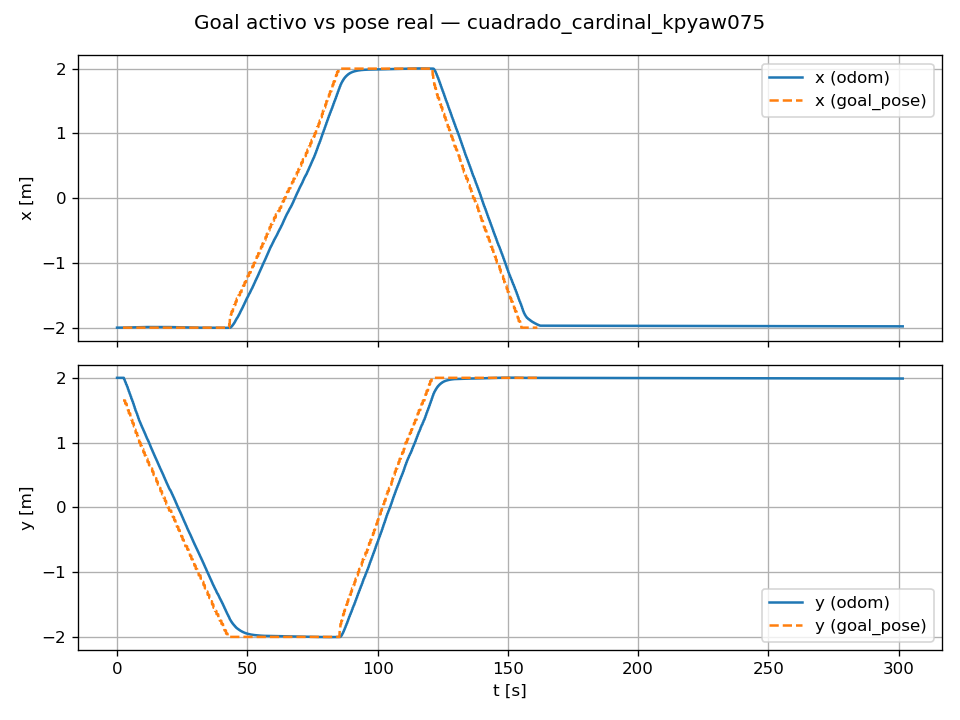 Goal activo vs pose real — cuadrado_cardinal_kpyaw075
2
1
0
−1
−2
x [m]
x (odom)
x (goal_pose)
2
1
0
−1
−2
y [m]
y (odom)
y (goal_pose)
0
50
100
150
200
250
300
t [s]